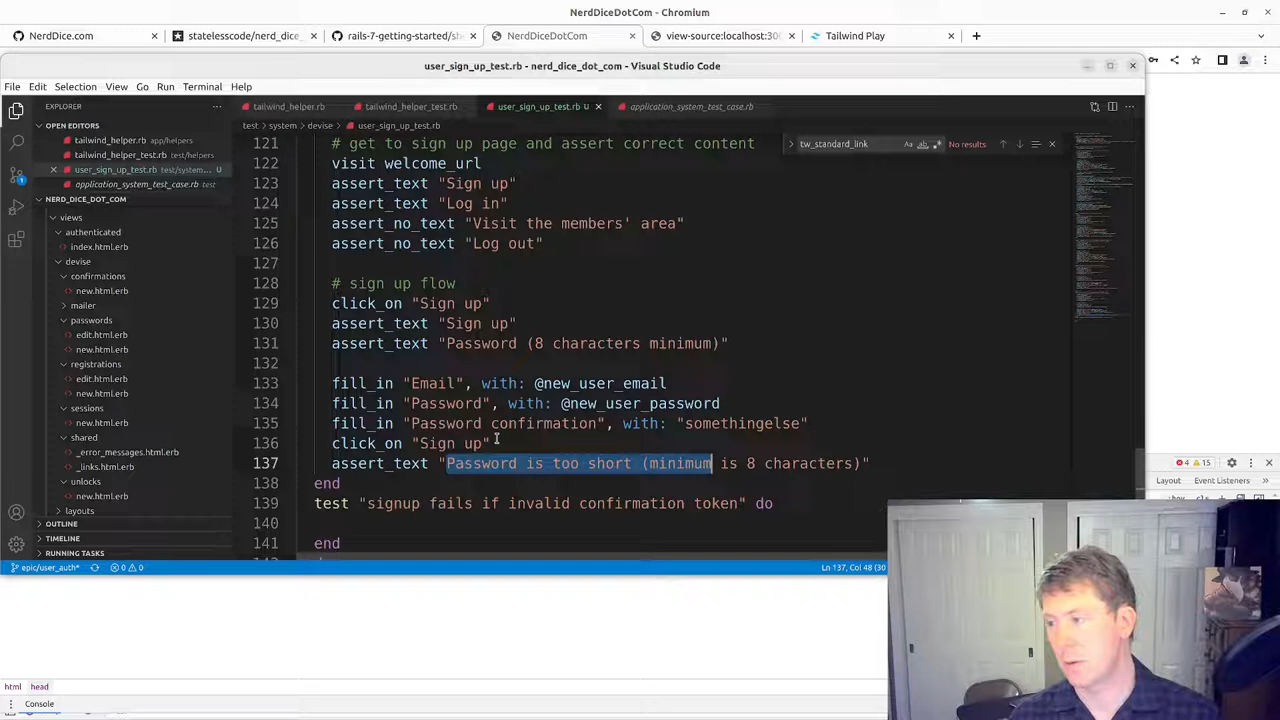 NerdDiceDotCom - Chromium
NerdDice.com
statelesscode/nerd_dice_
rails-7-getting-started/she
NerdDiceDotCom
view-source:localhost:300
Tailwind Play
user_sign_up_test.rb - nerd_dice_dot_com - Visual Studio Code
File Edit Selection View Go Run Terminal Help
EXPLORER
tailwind_helper.rb
tailwind_helper_test.rb
user_sign_up_test.rb U
application_system_test_case.rb
OPEN EDITORS
test > system > devise > user_sign_up_test.rb
tailwind_helper.rb app/helpers
tailwind_helper_test.rb test/helpers
user_sign_up_test.rb test/system... U
application_system_test_case.rb test
NERD_DICE_DOT_COM
views
authenticated
index.html.erb
devise
confirmations
new.html.erb
mailer
passwords
edit.html.erb
new.html.erb
registrations
edit.html.erb
new.html.erb
sessions
new.html.erb
shared
_error_messages.html.erb
_links.html.erb
unlocks
new.html.erb
layouts
OUTLINE
TIMELINE
RUNNING TASKS
tw_standard_link Aa ab No results
121 # get to sign up page and assert correct content
122 visit welcome_url
123 assert_text "Sign up"
124 assert_text "Log in"
125 assert_no_text "Visit the members' area"
126 assert_no_text "Log out"
127
128 # sign up flow
129 click_on "Sign up"
130 assert_text "Sign up"
131 assert_text "Password (8 characters minimum)"
132
133 fill_in "Email", with: @new_user_email
134 fill_in "Password", with: @new_user_password
135 fill_in "Password confirmation", with: "somethingelse"
136 click_on "Sign up"
137 assert_text "Password is too short (minimum is 8 characters)"
138 end
139 test "signup fails if invalid confirmation token" do
140
141 end
epic/user_auth* 0 0
Ln 137, Col 48 (30
4 15
Layout Event Listeners
:hov .cls
html head
Console